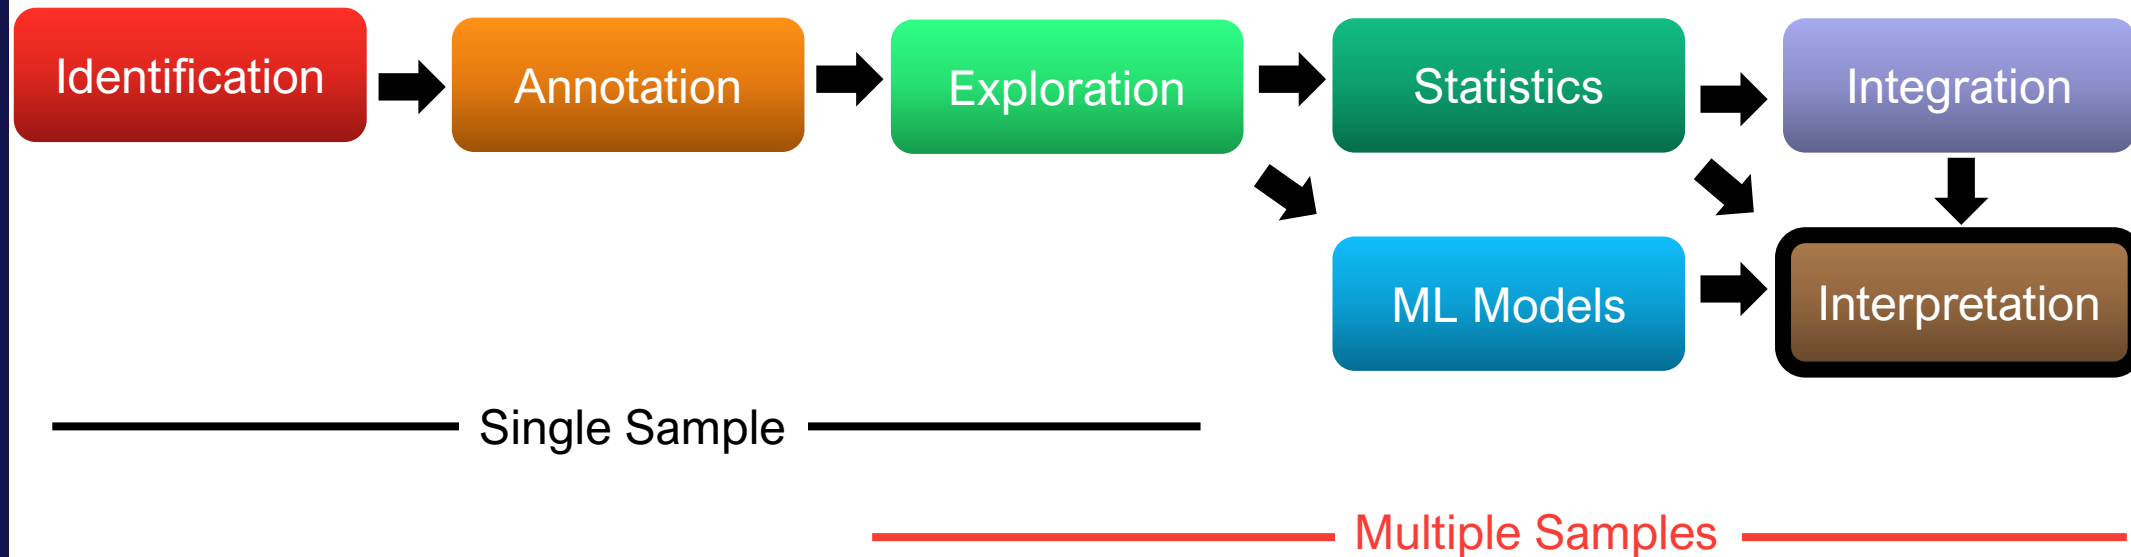 Identification
Annotation
Exploration
Statistics
Integration
ML Models
Interpretation
Single Sample
Multiple Samples